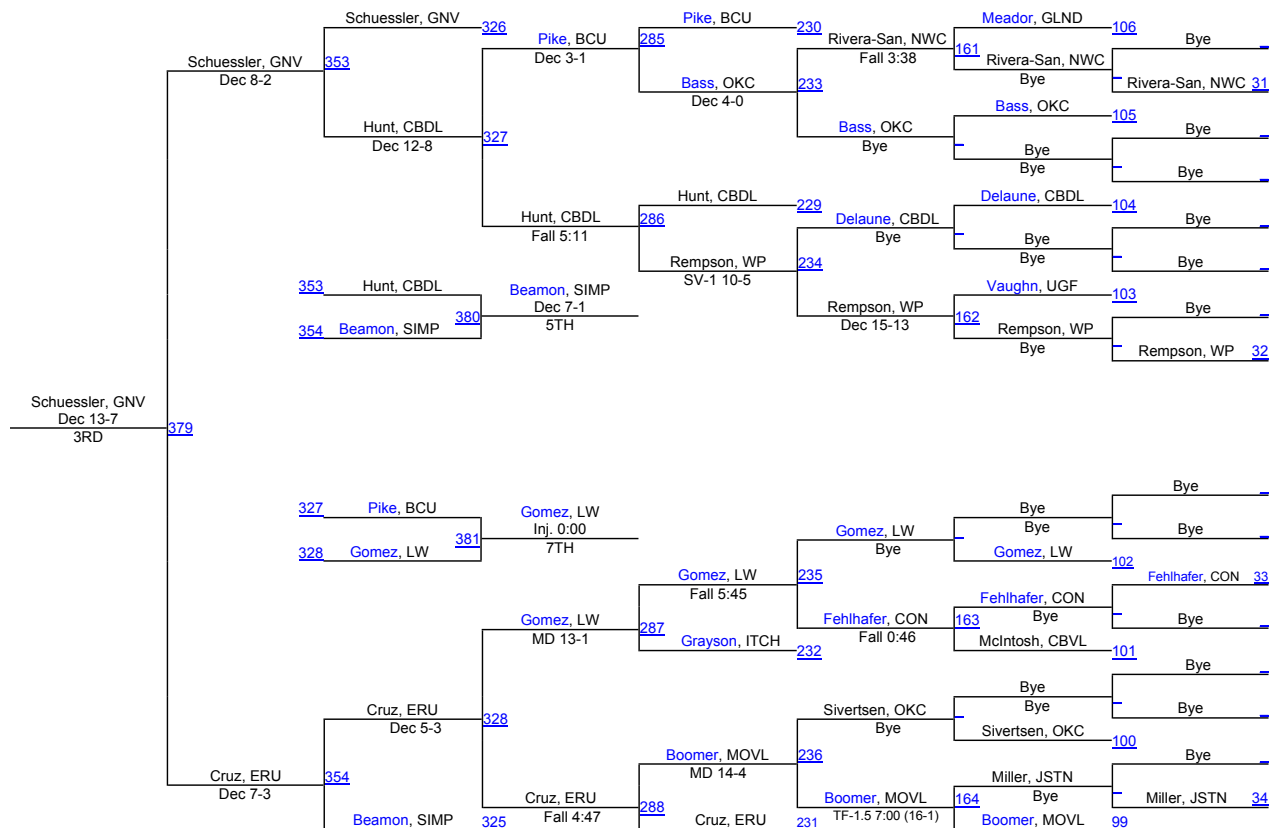 Schuessler, GNV 326
Pike, BCU 230
Meador, GLND 106
Pike, BCU 285
Dec 3-1
Rivera-San, NWC 161
Fall 3:38
Bye
Schuessler, GNV 353
Dec 8-2
Rivera-San, NWC
Bye
Rivera-San, NWC 31
Bass, OKC 233
Dec 4-0
Bass, OKC 105
Hunt, CBDL 327
Dec 12-8
Bass, OKC
Bye
Bye
Bye
Bye
Bye
Hunt, CBDL 229
Delaune, CBDL 104
Hunt, CBDL 286
Fall 5:11
Delaune, CBDL
Bye
Bye
Bye
Bye
Bye
Rempson, WP 234
SV-1 10-5
353 Hunt, CBDL
Beamon, SIMP
Dec 7-1
5TH
Vaughn, UGF 103
354 Beamon, SIMP 380
Rempson, WP 162
Dec 15-13
Bye
Rempson, WP
Bye
Rempson, WP 32
Schuessler, GNV 379
Dec 13-7
3RD
Bye
327 Pike, BCU
Gomez, LW
Inj. 0:00
7TH
Bye
Bye
Bye
328 Gomez, LW 381
Gomez, LW
Bye
Gomez, LW 102
Gomez, LW 235
Fall 5:45
Fehlhafer, CON 33
Gomez, LW 287
MD 13-1
Fehlhafer, CON 163
Fall 0:46
Fehlhafer, CON
Bye
Bye
Grayson, ITCH 232
McIntosh, CBVL 101
Bye
Cruz, ERU 328
Dec 5-3
Sivertsen, OKC
Bye
Bye
Bye
Bye
Sivertsen, OKC 100
Boomer, MOVL 236
MD 14-4
Bye
Cruz, ERU 354
Dec 7-3
Miller, JSTN
Bye
Miller, JSTN 34
Cruz, ERU 288
Fall 4:47
Boomer, MOVL 164
TF-1.5 7:00 (16-1)
Beamon, SIMP 325
Cruz, ERU 231
Boomer, MOVL 99